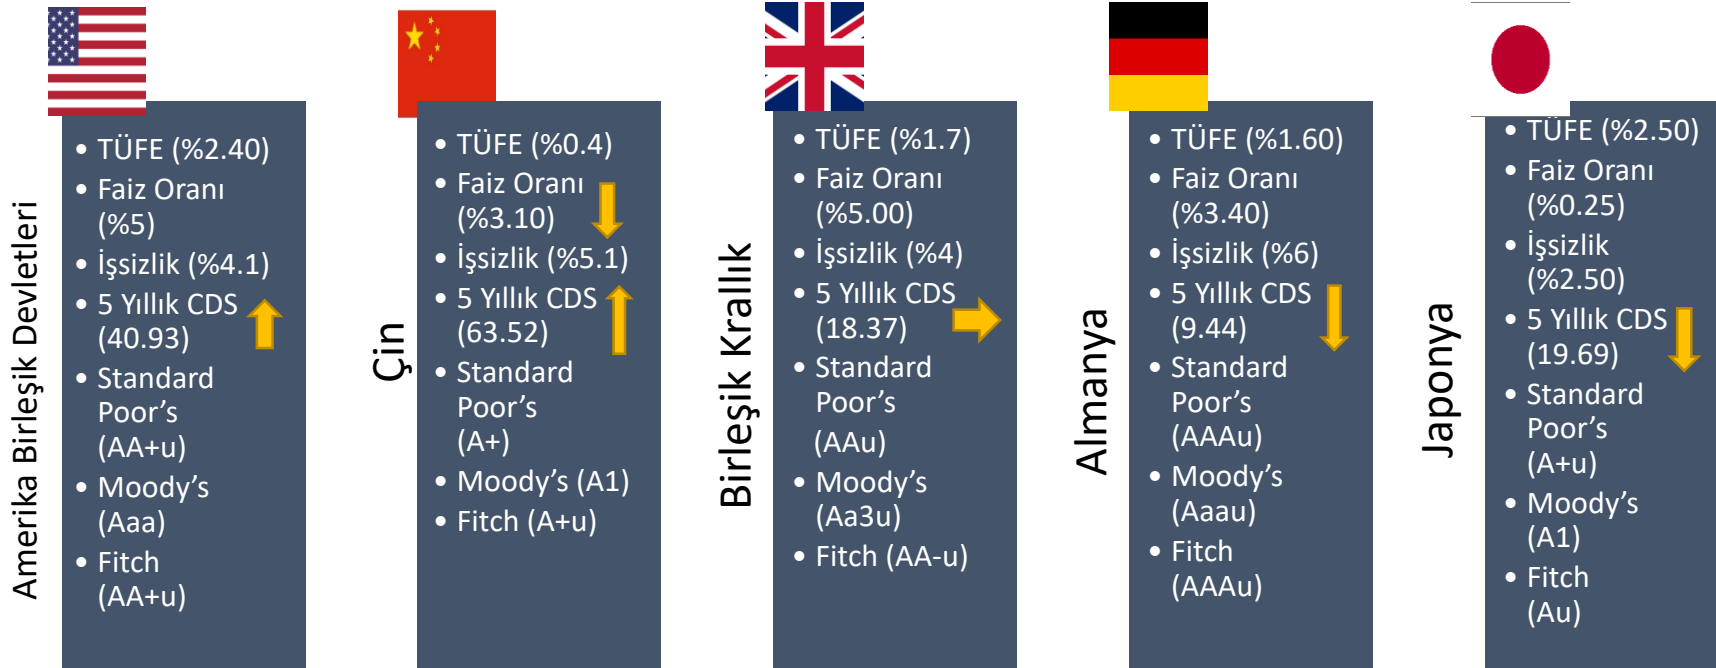 Amerika Birleşik Devletleri
• TÜFE (%2.40)
• Faiz Oranı
(%5)
• İşsizlik (%4.1)
• 5 Yıllık CDS
(40.93)
• Standard
Poor's
(AA+u)
• Moody's
(Aaa)
• Fitch
(AA+u)
Çin
• TÜFE (%0.4)
• Faiz Oranı
(%3.10)
• İşsizlik (%5.1)
• 5 Yıllık CDS
(63.52)
• Standard
Poor's
(A+)
• Moody's (A1)
• Fitch (A+u)
Birleşik Krallık
• TÜFE (%1.7)
• Faiz Oranı
(%5.00)
• İşsizlik (%4)
• 5 Yıllık CDS
(18.37)
• Standard
Poor's
(AAu)
• Moody's
(Aa3u)
• Fitch (AA-u)
Almanya
• TÜFE (%1.60)
• Faiz Oranı
(%3.40)
• İşsizlik (%6)
• 5 Yıllık CDS
(9.44)
• Standard
Poor's
(AAAu)
• Moody's
(Aaau)
• Fitch
(AAAu)
Japonya
• TÜFE (%2.50)
• Faiz Oranı
(%0.25)
• İşsizlik
(%2.50)
• 5 Yıllık CDS
(19.69)
• Standard
Poor's
(A+u)
• Moody's
(A1)
• Fitch
(Au)